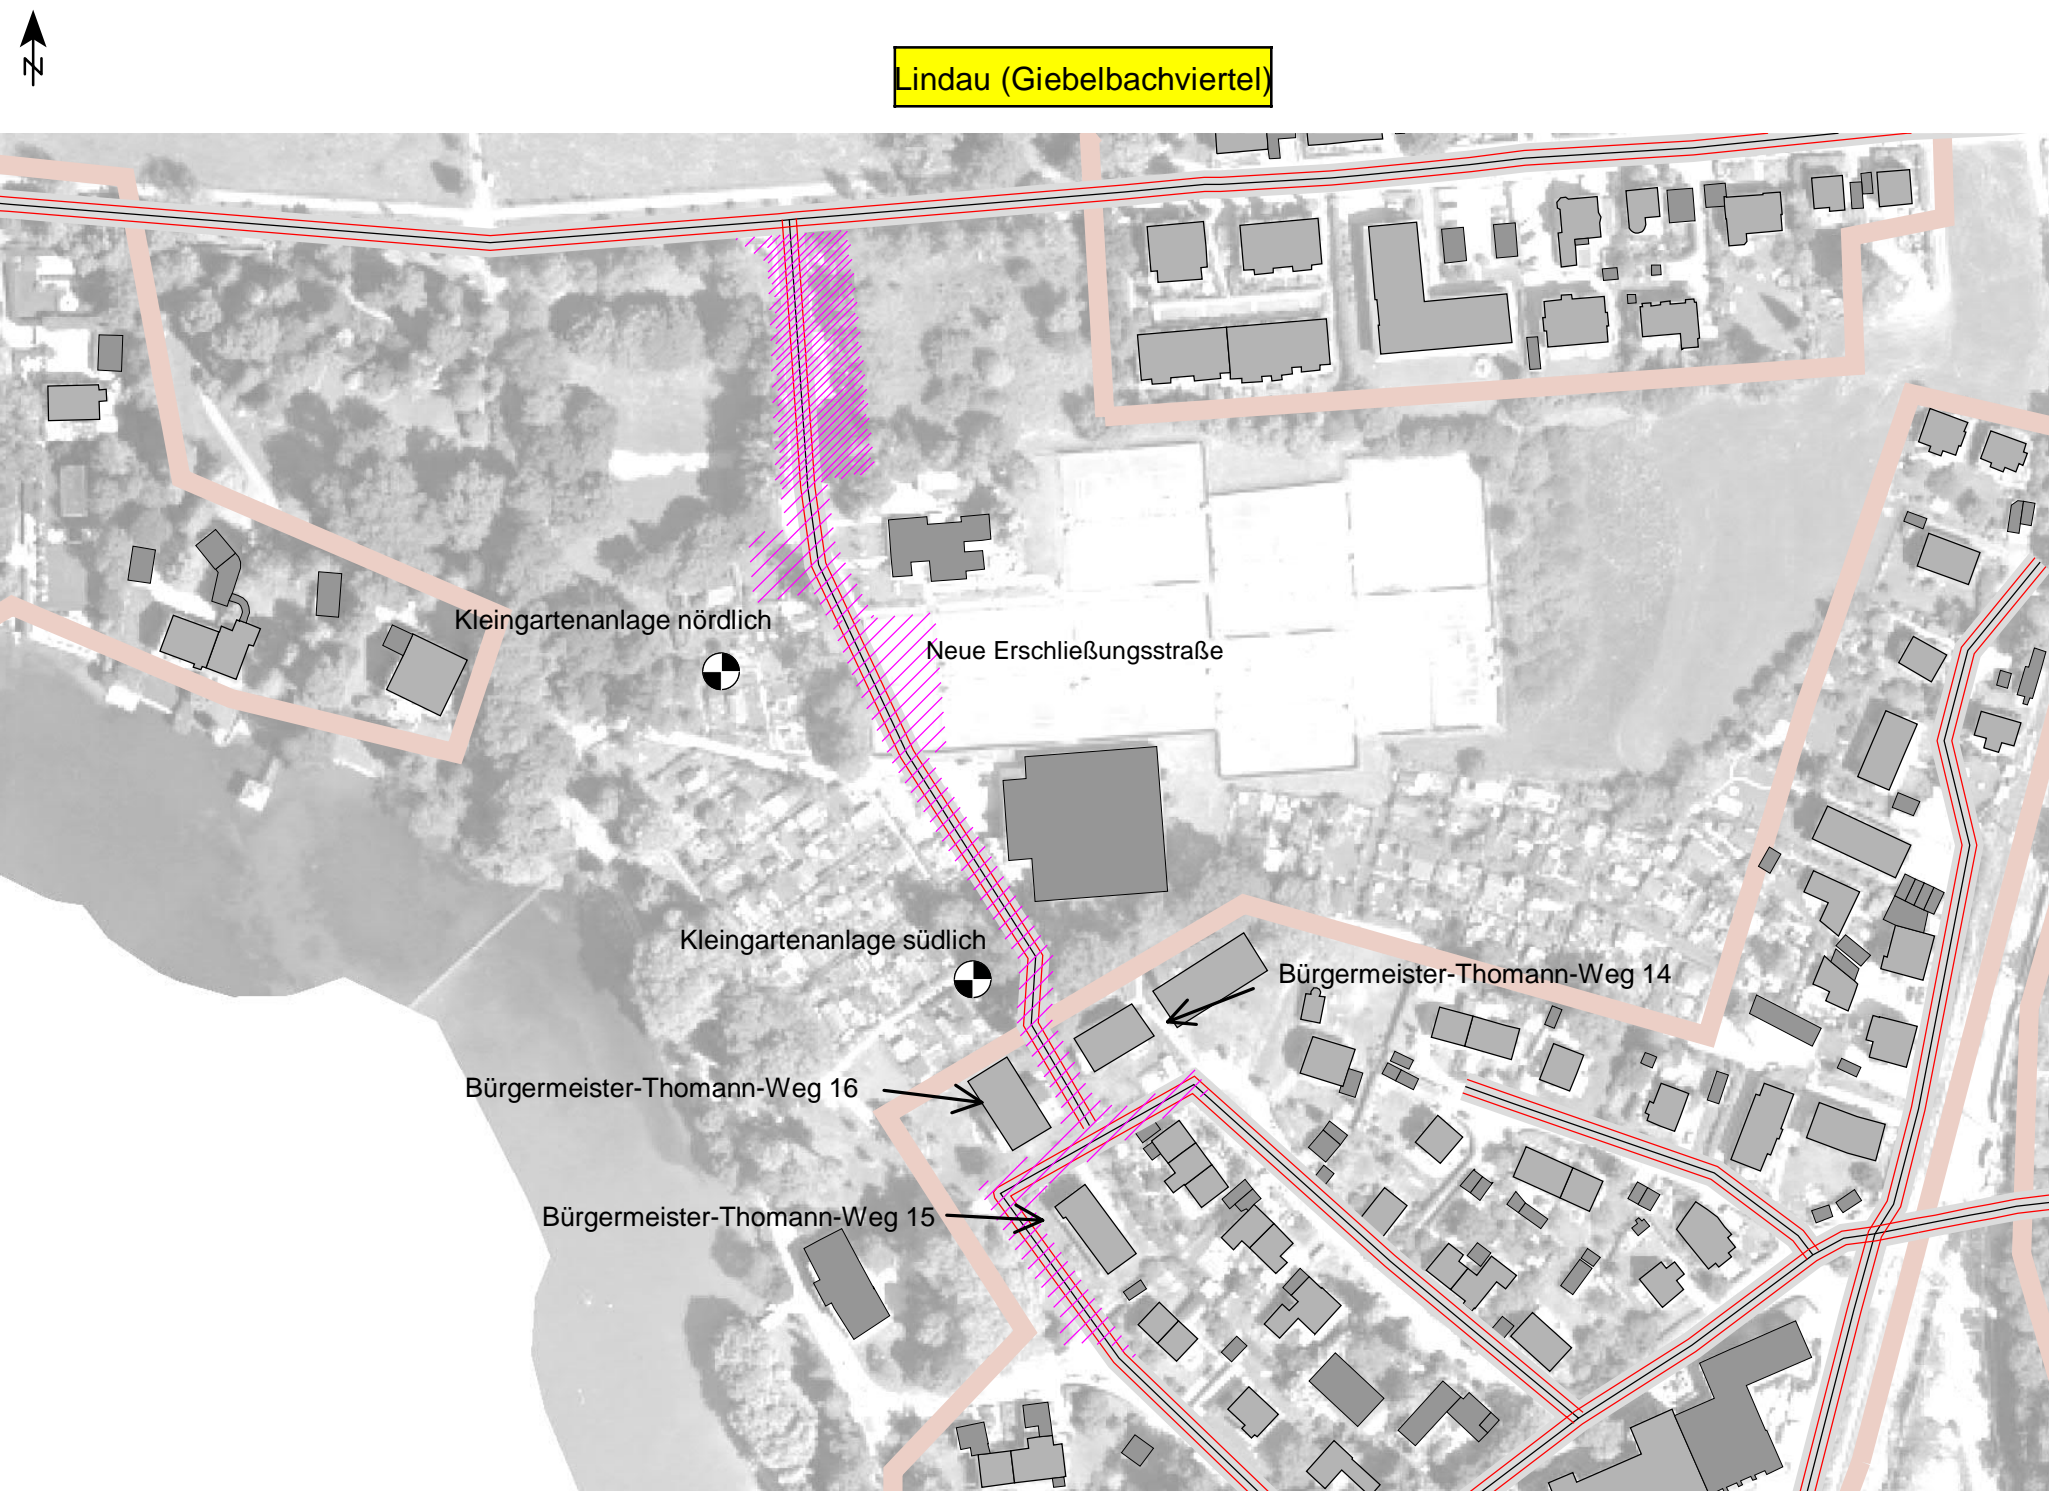 N
Lindau (Giebelbachviertel)
Kleingartenanlage nördlich
Neue Erschließungsstraße
Kleingartenanlage südlich
Bürgermeister-Thomann-Weg 14
Bürgermeister-Thomann-Weg 16
Bürgermeister-Thomann-Weg 15